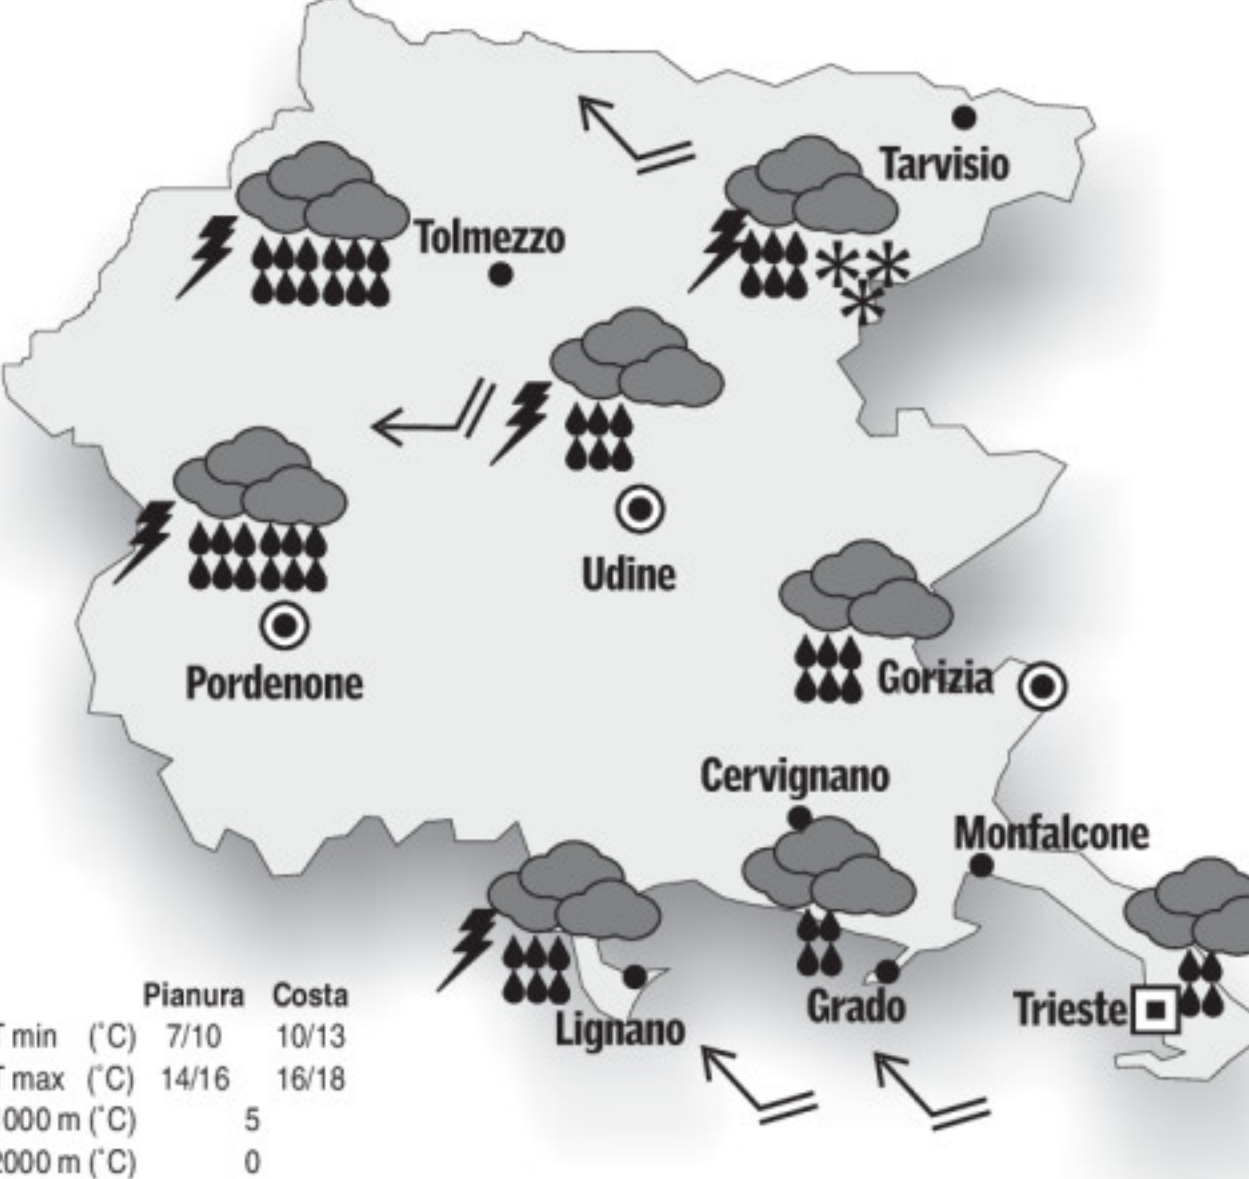 Tarvisio
Tolmezzo
Udine
Pordenone
Gorizia
Cervignano
Monfalcone
Grado
Trieste
Lignano
Pianura Costa
T min (°C) 7/10 10/13
T max (°C) 14/16 16/18
000 m (°C) 5
2000 m (°C) 0